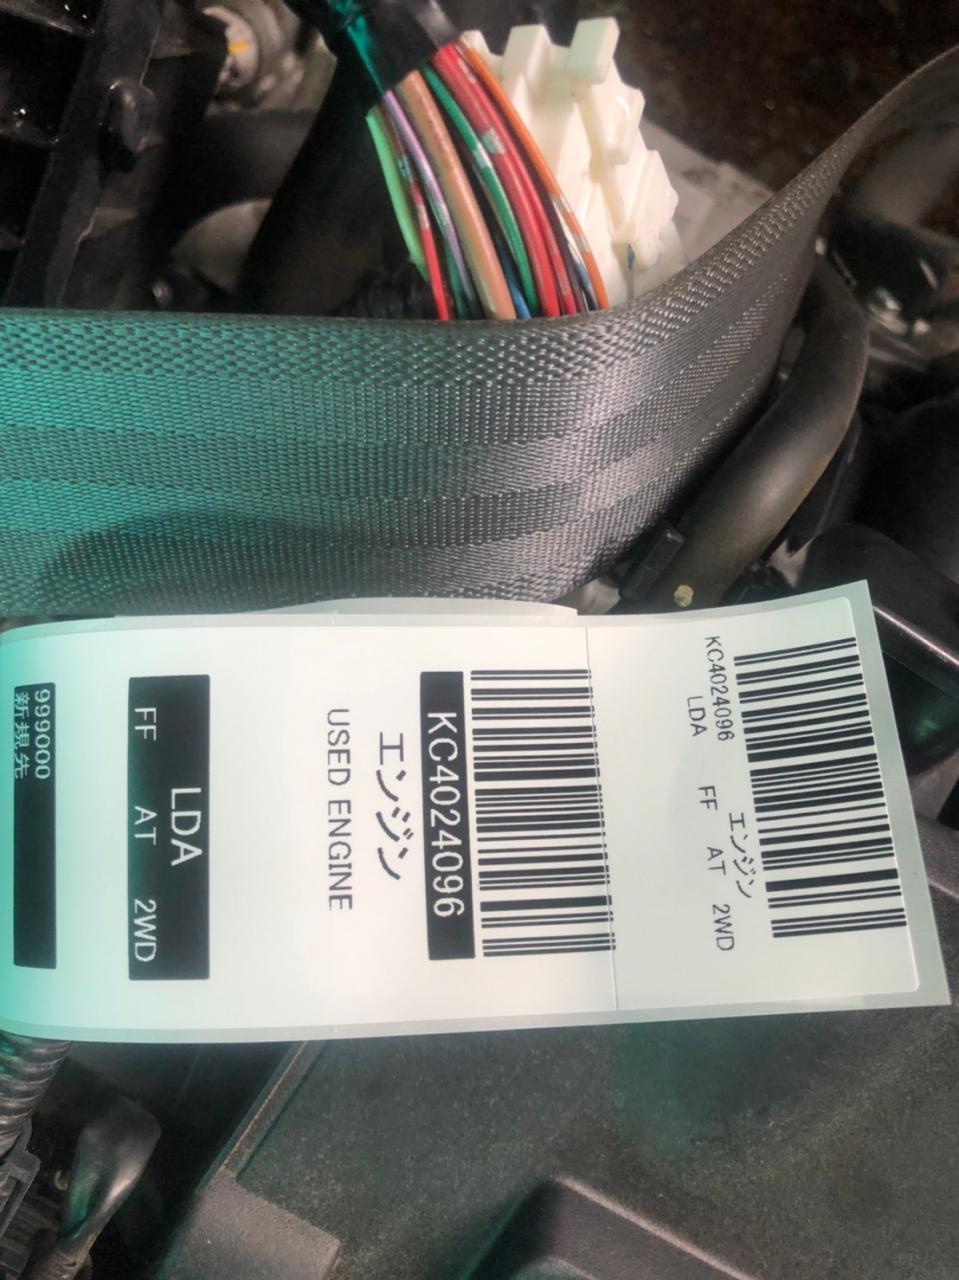 KC4024096
LDA エンジン
FF AT 2WD
KC4024096
エンジン
USED ENGINE
LDA
FF AT 2WD
999000
新規先